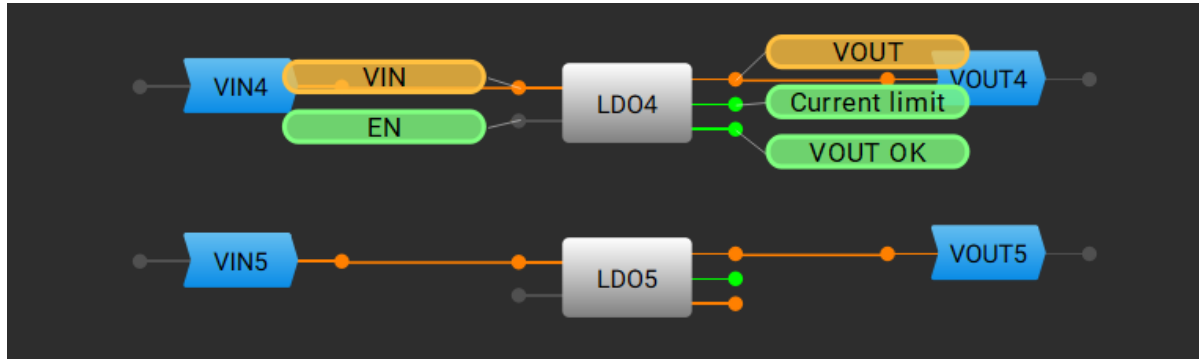 VOUT
VIN4
VIN
VOUT4
LDO4
Current limit
EN
VOUT OK
VIN5
LDO5
VOUT5